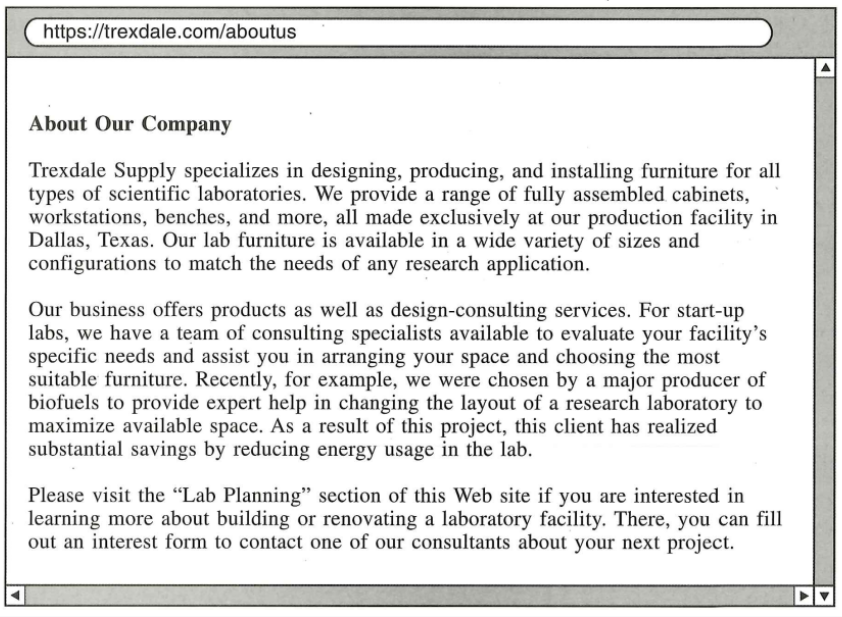 https://trexdale.com/aboutus
About Our Company
Trexdale Supply specializes in designing, producing, and installing furniture for all
types of scientific laboratories. We provide a range of fully assembled cabinets,
workstations, benches, and more, all made exclusively at our production facility in
Dallas, Texas. Our lab furniture is available in a wide variety of sizes and
configurations to match the needs of any research application.
Our business offers products as well as design-consulting services. For start-up
labs, we have a team of consulting specialists available to evaluate your facility's
specific needs and assist you in arranging your space and choosing the most
suitable furniture. Recently, for example, we were chosen by a major producer of
biofuels to provide expert help in changing the layout of a research laboratory to
maximize available space. As a result of this project, this client has realized
substantial savings by reducing energy usage in the lab.
Please visit the “Lab Planning” section of this Web site if you are interested in
learning more about building or renovating a laboratory facility. There, you can fill
out an interest form to contact one of our consultants about your next project.